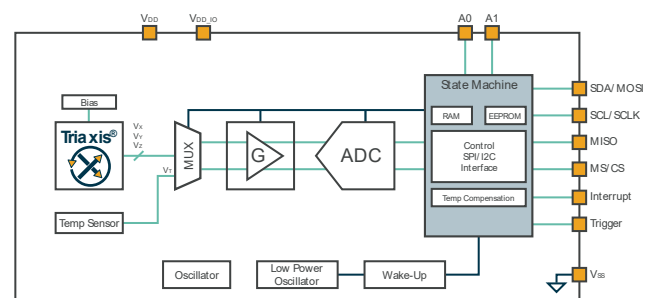 VDD
VDD_IO
A0
A1
State Machine
SDA/ MOSI
Bias
RAM
EEPROM
SCL/ SCLK
Triaxis®
VX
VY
VZ
MUX
G
ADC
Control
SPI/ I2C
Interface
MISO
VT
MS/ CS
Temp Compensation
Interrupt
Temp Sensor
Trigger
Oscillator
Low Power
Oscillator
Wake-Up
VSS